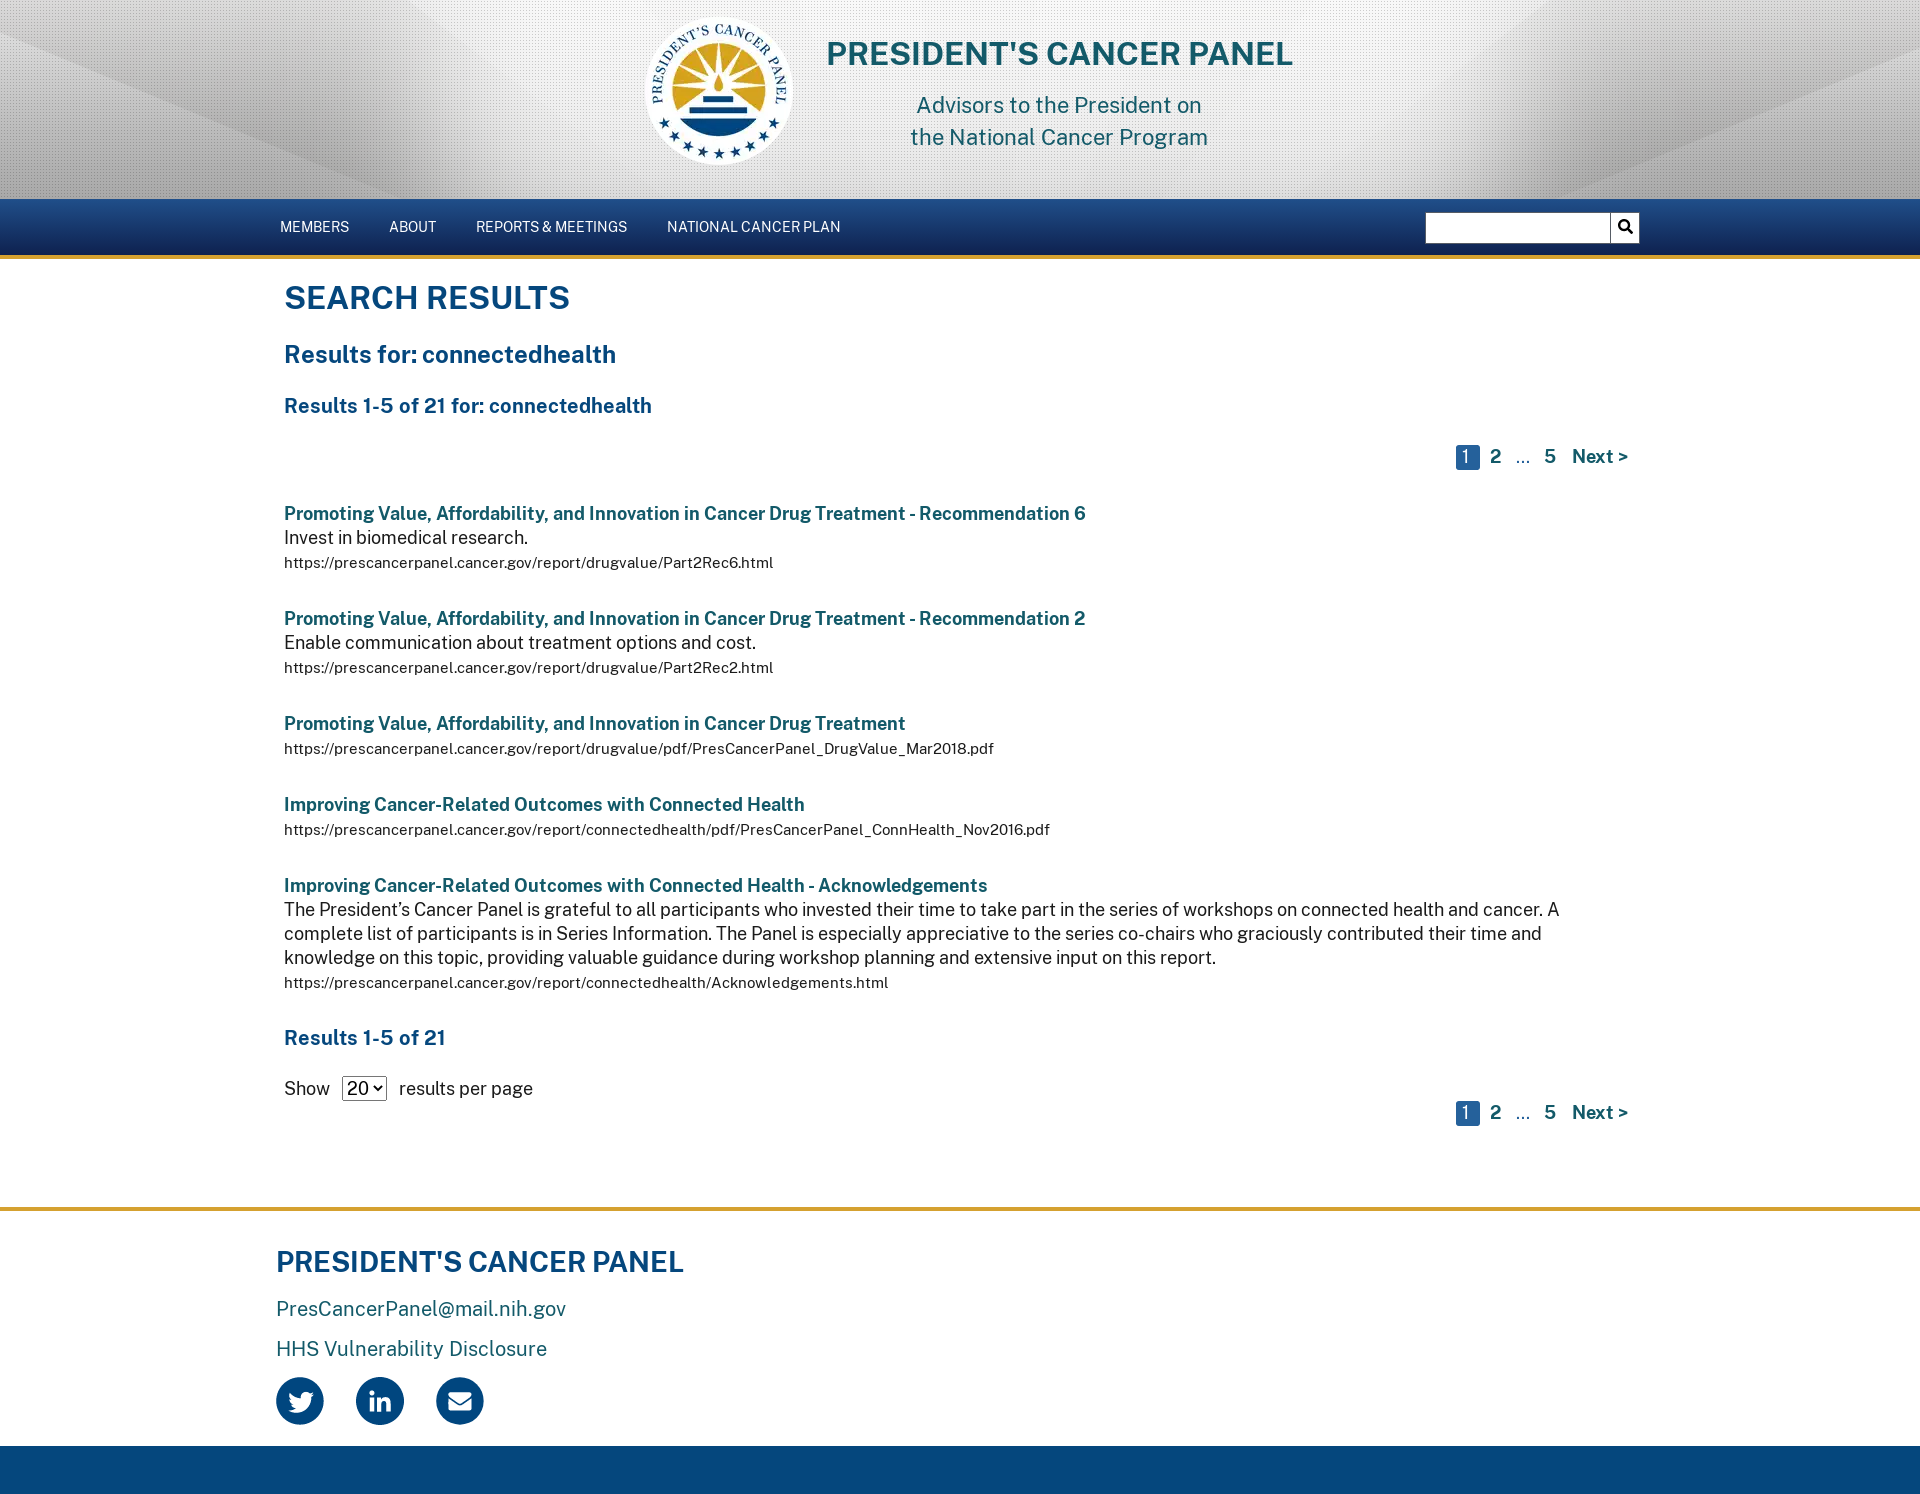 PRESIDENT'S CANCER PANEL
PRESIDENT'S CANCER PANEL
Advisors to the President on
the National Cancer Program
MEMBERS ABOUT REPORTS & MEETINGS NATIONAL CANCER PLAN
SEARCH RESULTS
Results for: connectedhealth
Results 1-5 of 21 for: connectedhealth
1 2 ... 5 Next >
Promoting Value, Affordability, and Innovation in Cancer Drug Treatment - Recommendation 6
Invest in biomedical research.
https://prescancerpanel.cancer.gov/report/drugvalue/Part2Rec6.html
Promoting Value, Affordability, and Innovation in Cancer Drug Treatment - Recommendation 2
Enable communication about treatment options and cost.
https://prescancerpanel.cancer.gov/report/drugvalue/Part2Rec2.html
Promoting Value, Affordability, and Innovation in Cancer Drug Treatment
https://prescancerpanel.cancer.gov/report/drugvalue/pdf/PresCancerPanel_DrugValue_Mar2018.pdf
Improving Cancer-Related Outcomes with Connected Health
https://prescancerpanel.cancer.gov/report/connectedhealth/pdf/PresCancerPanel_ConnHealth_Nov2016.pdf
Improving Cancer-Related Outcomes with Connected Health - Acknowledgements
The President’s Cancer Panel is grateful to all participants who invested their time to take part in the series of workshops on connected health and cancer. A
complete list of participants is in Series Information. The Panel is especially appreciative to the series co-chairs who graciously contributed their time and
knowledge on this topic, providing valuable guidance during workshop planning and extensive input on this report.
https://prescancerpanel.cancer.gov/report/connectedhealth/Acknowledgements.html
Results 1-5 of 21
Show 20 results per page
1 2 ... 5 Next >
PRESIDENT'S CANCER PANEL
PresCancerPanel@mail.nih.gov
HHS Vulnerability Disclosure